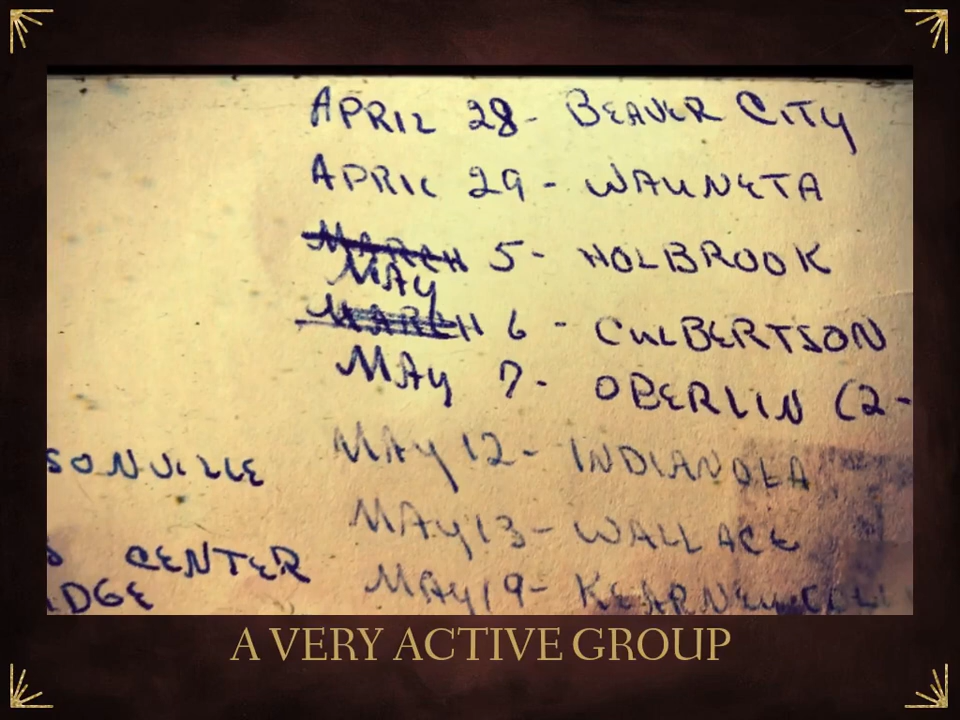 APRIL 28- BEAVER CITY
APRIL 29 - WAUNETA
MARCH 5- HOLBROOK
MAY
MARCH 6 - CULBERTSON
MAY 7- OBERLIN (2-
SONVILLE MAY 12- INDIANOLA
MAY 13- WALLACE
CENTER
DGE MAY 19- KEARNEY
A VERY ACTIVE GROUP